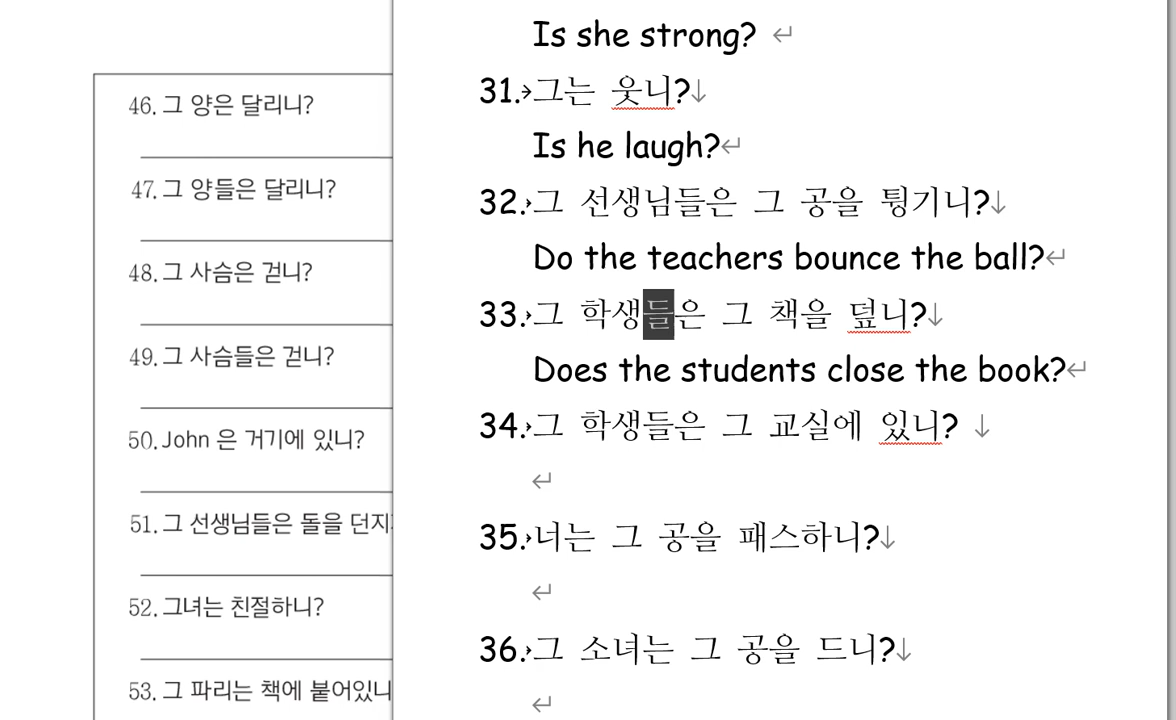 46. 그 양은 달리니?
47. 그 양들은 달리니?
48. 그 사슴은 걷니?
49. 그 사슴들은 걷니?
50. John 은 거기에 있니?
51. 그 선생님들은 돌을 던지
52. 그녀는 친절하니?
53. 그 파리는 책에 붙어있니
Is she strong?
31. 그는 웃니?
Is he laugh?
32. 그 선생님들은 그 공을 튕기니?
Do the teachers bounce the ball?
33. 그 학생들은 그 책을 덮니?
Does the students close the book?
34. 그 학생들은 그 교실에 있니?
35. 너는 그 공을 패스하니?
36. 그 소녀는 그 공을 드니?